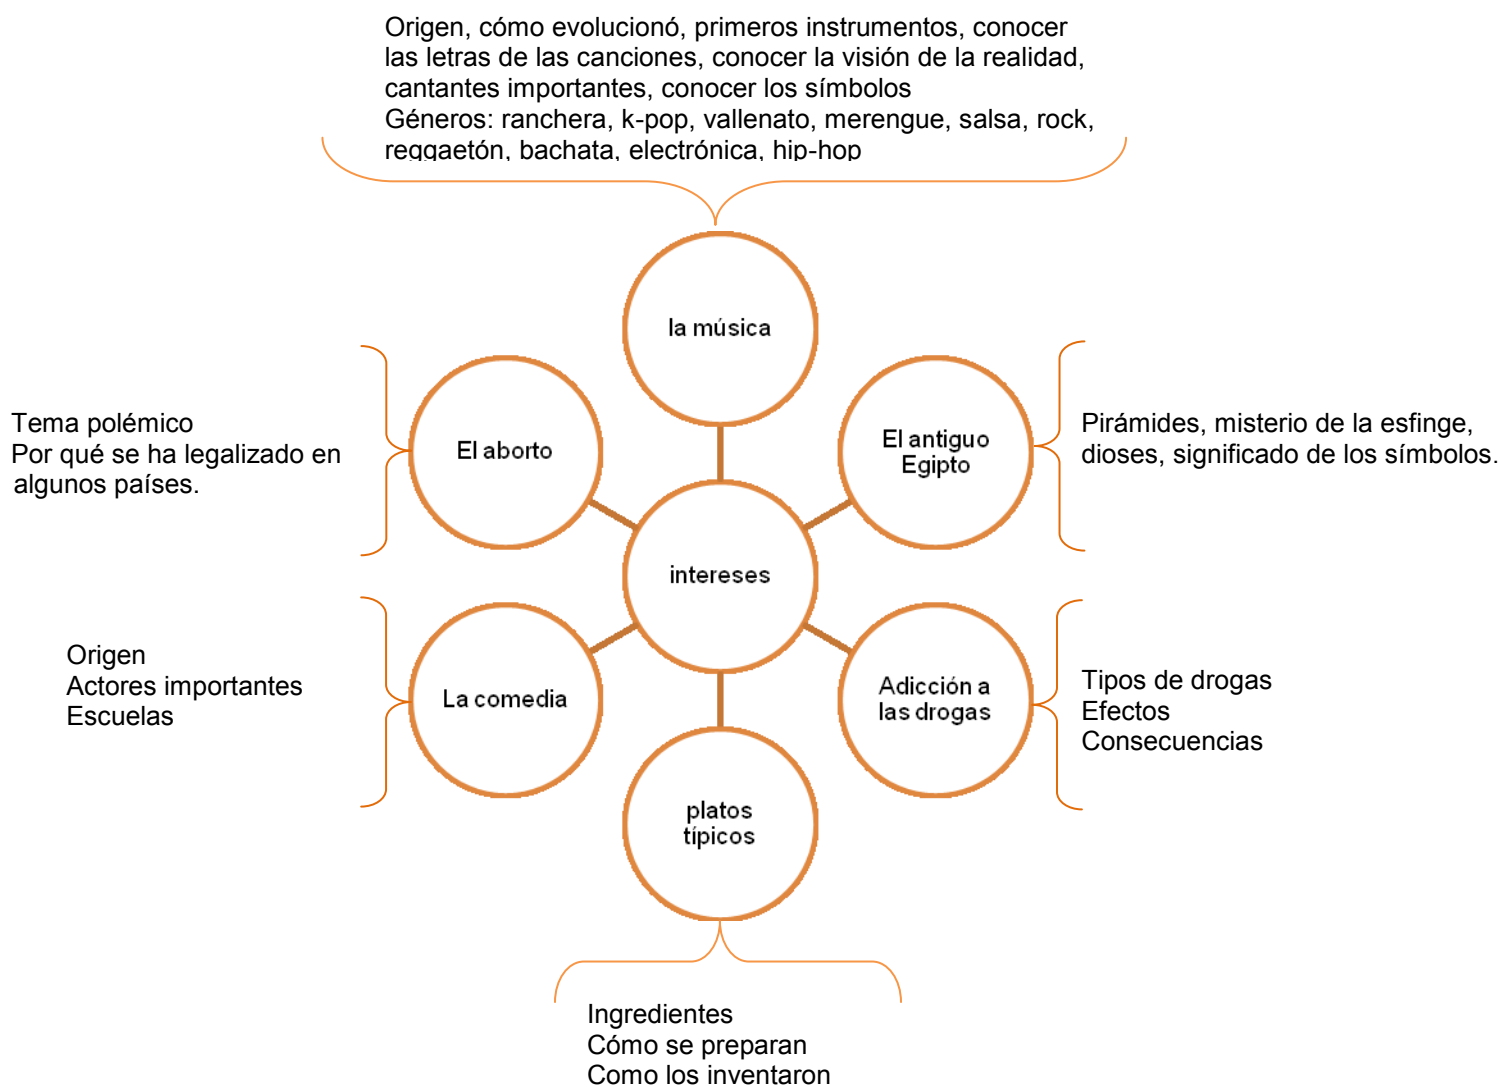 Origen, cómo evolucionó, primeros instrumentos, conocer
las letras de las canciones, conocer la visión de la realidad,
cantantes importantes, conocer los símbolos
Géneros: ranchera, k-pop, vallenato, merengue, salsa, rock,
reggaetón, bachata, electrónica, hip-hop
la música
El aborto
Tema polémico
Por qué se ha legalizado en
algunos países.
El antiguo
Egipto
Pirámides, misterio de la esfinge,
dioses, significado de los símbolos.
intereses
La comedia
Origen
Actores importantes
Escuelas
Adicción a
las drogas
Tipos de drogas
Efectos
Consecuencias
platos
típicos
Ingredientes
Cómo se preparan
Como los inventaron